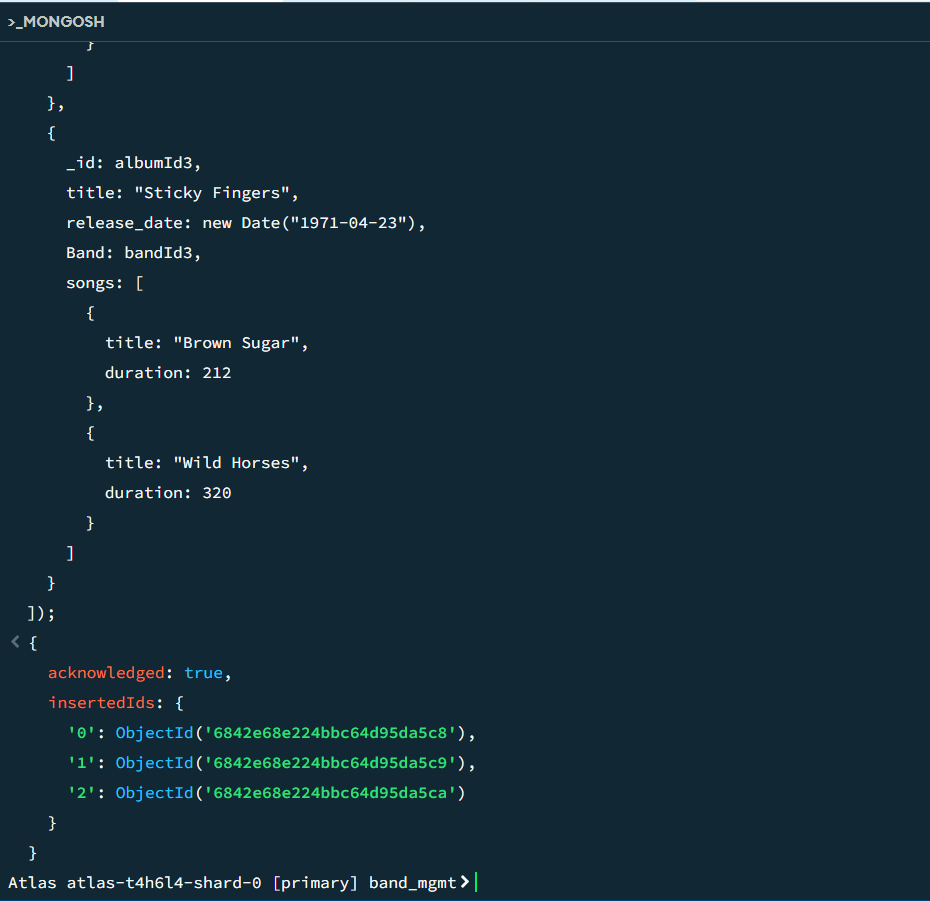 >_MONGOSH
}
]
},
{
_id: albumId3,
title: "Sticky Fingers",
release_date: new Date("1971-04-23"),
Band: bandId3,
songs: [
{
title: "Brown Sugar",
duration: 212
},
{
title: "Wild Horses",
duration: 320
}
]
}
]);
< {
acknowledged: true,
insertedIds: {
'0': ObjectId('6842e68e224bbc64d95da5c8'),
'1': ObjectId('6842e68e224bbc64d95da5c9'),
'2': ObjectId('6842e68e224bbc64d95da5ca')
}
}
Atlas atlas-t4h6l4-shard-0 [primary] band_mgmt>